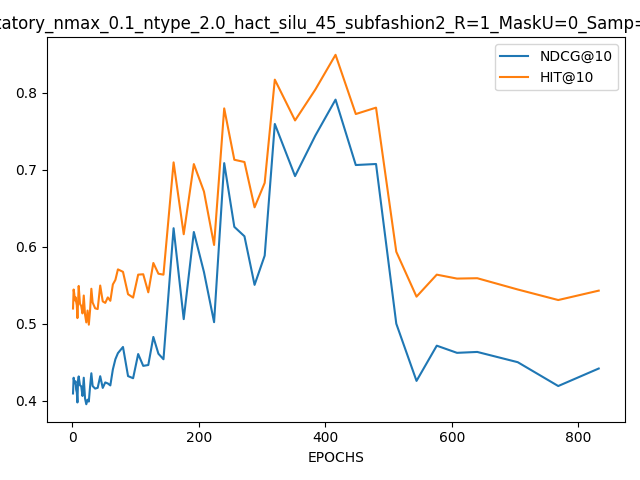 tatory_nmax_0.1_ntype_2.0_hact_silu_45_subfashion2_R=1_MaskU=0_Samp=
NDCG@10
HIT@10
0.8
0.7
0.6
0.5
0.4
0 200 400 600 800
EPOCHS